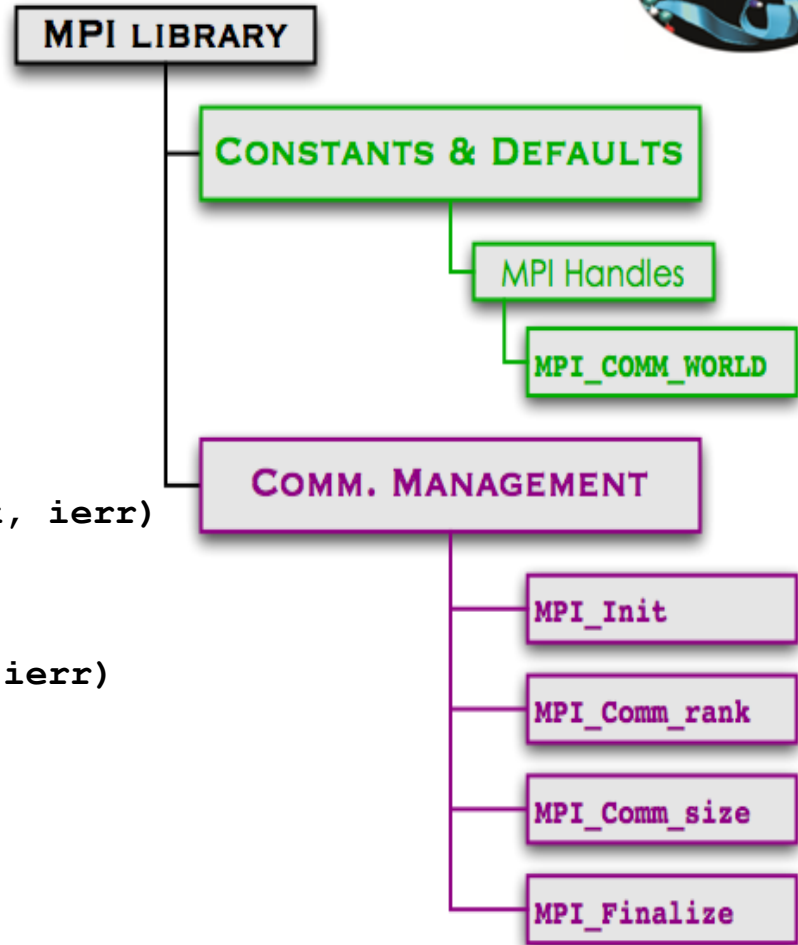 MPI LIBRARY
CONSTANTS & DEFAULTS
MPI Handles
MPI_COMM_WORLD
COMM. MANAGEMENT
, ierr)
MPI_Init
ierr)
MPI_Comm_rank
MPI_Comm_size
MPI_Finalize